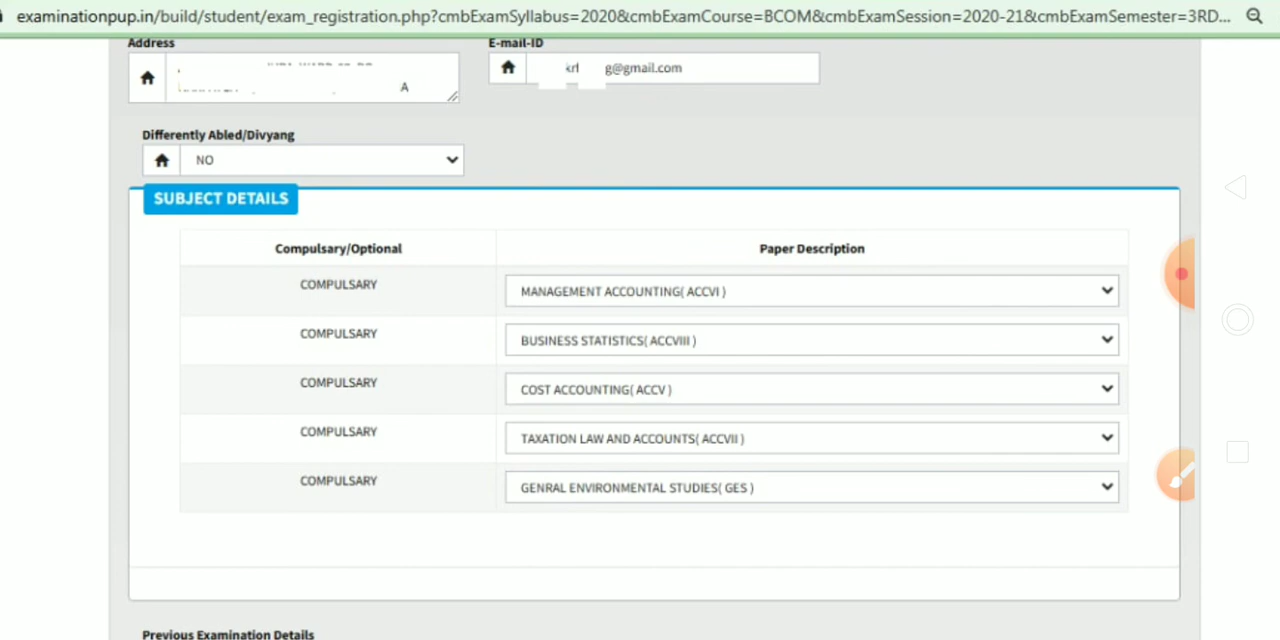 examinationpup.in/build/student/exam_registration.php?cmbExamSyllabus=2020&cmbExamCourse=BCOM&cmbExamSession=2020-21&cmbExamSemester=3RD...
Address E-mail-ID
g@gmail.com
A
Differently Abled/Divyang
NO
SUBJECT DETAILS
Compulsary/Optional Paper Description
COMPULSARY MANAGEMENT ACCOUNTING( ACCVI )
COMPULSARY BUSINESS STATISTICS( ACCVIII )
COMPULSARY COST ACCOUNTING( ACCV )
COMPULSARY TAXATION LAW AND ACCOUNTS( ACCVII )
COMPULSARY GENRAL ENVIRONMENTAL STUDIES( GES )
Previous Examination Details